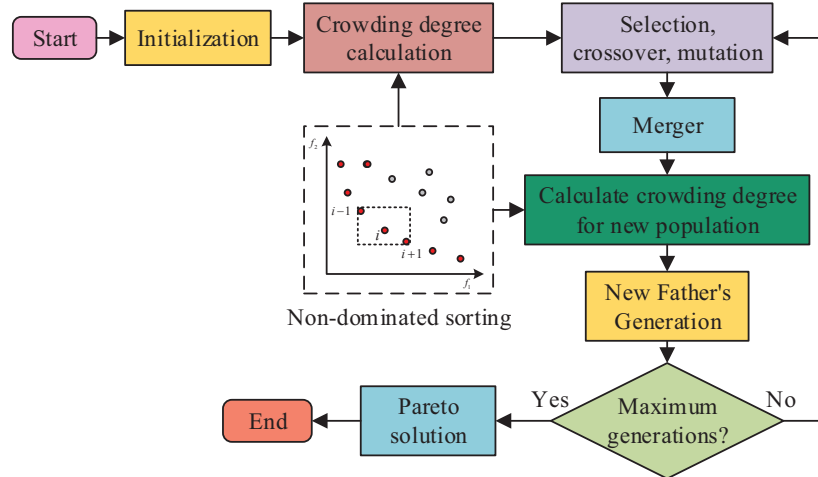 Start
Initialization
Crowding degree
calculation
Selection,
crossover, mutation
Merger
f₂
i−1
i
i+1
f₁
Non-dominated sorting
Calculate crowding degree
for new population
New Father's
Generation
Maximum
generations?
Yes
No
Pareto
solution
End